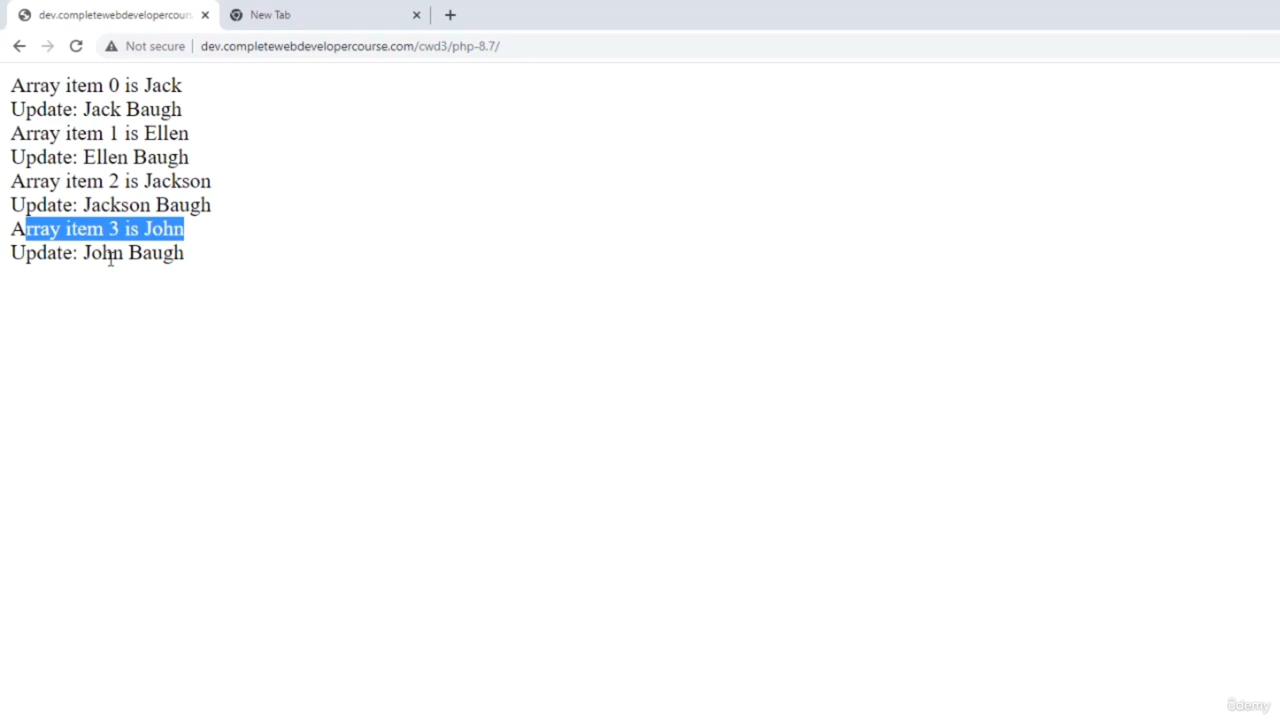 dev.completewebdevelopercours
New Tab
Not secure
dev.completewebdevelopercourse.com/cwd3/php-8.7/
Array item 0 is Jack
Update: Jack Baugh
Array item 1 is Ellen
Update: Ellen Baugh
Array item 2 is Jackson
Update: Jackson Baugh
Array item 3 is John
Update: John Baugh
ûdemy